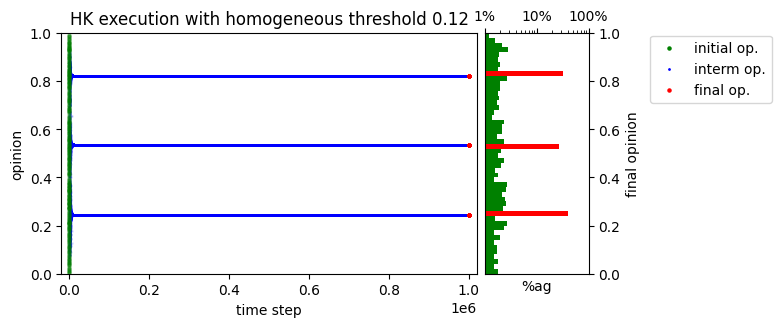 HK execution with homogeneous threshold 0.12
1% 10% 100%
1.0 0.8 0.6 0.4 0.2 0.0
opinion
0.0 0.2 0.4 0.6 0.8 1.0
1e6
time step
%ag
1.0 0.8 0.6 0.4 0.2 0.0
final opinion
initial op.
interm op.
final op.